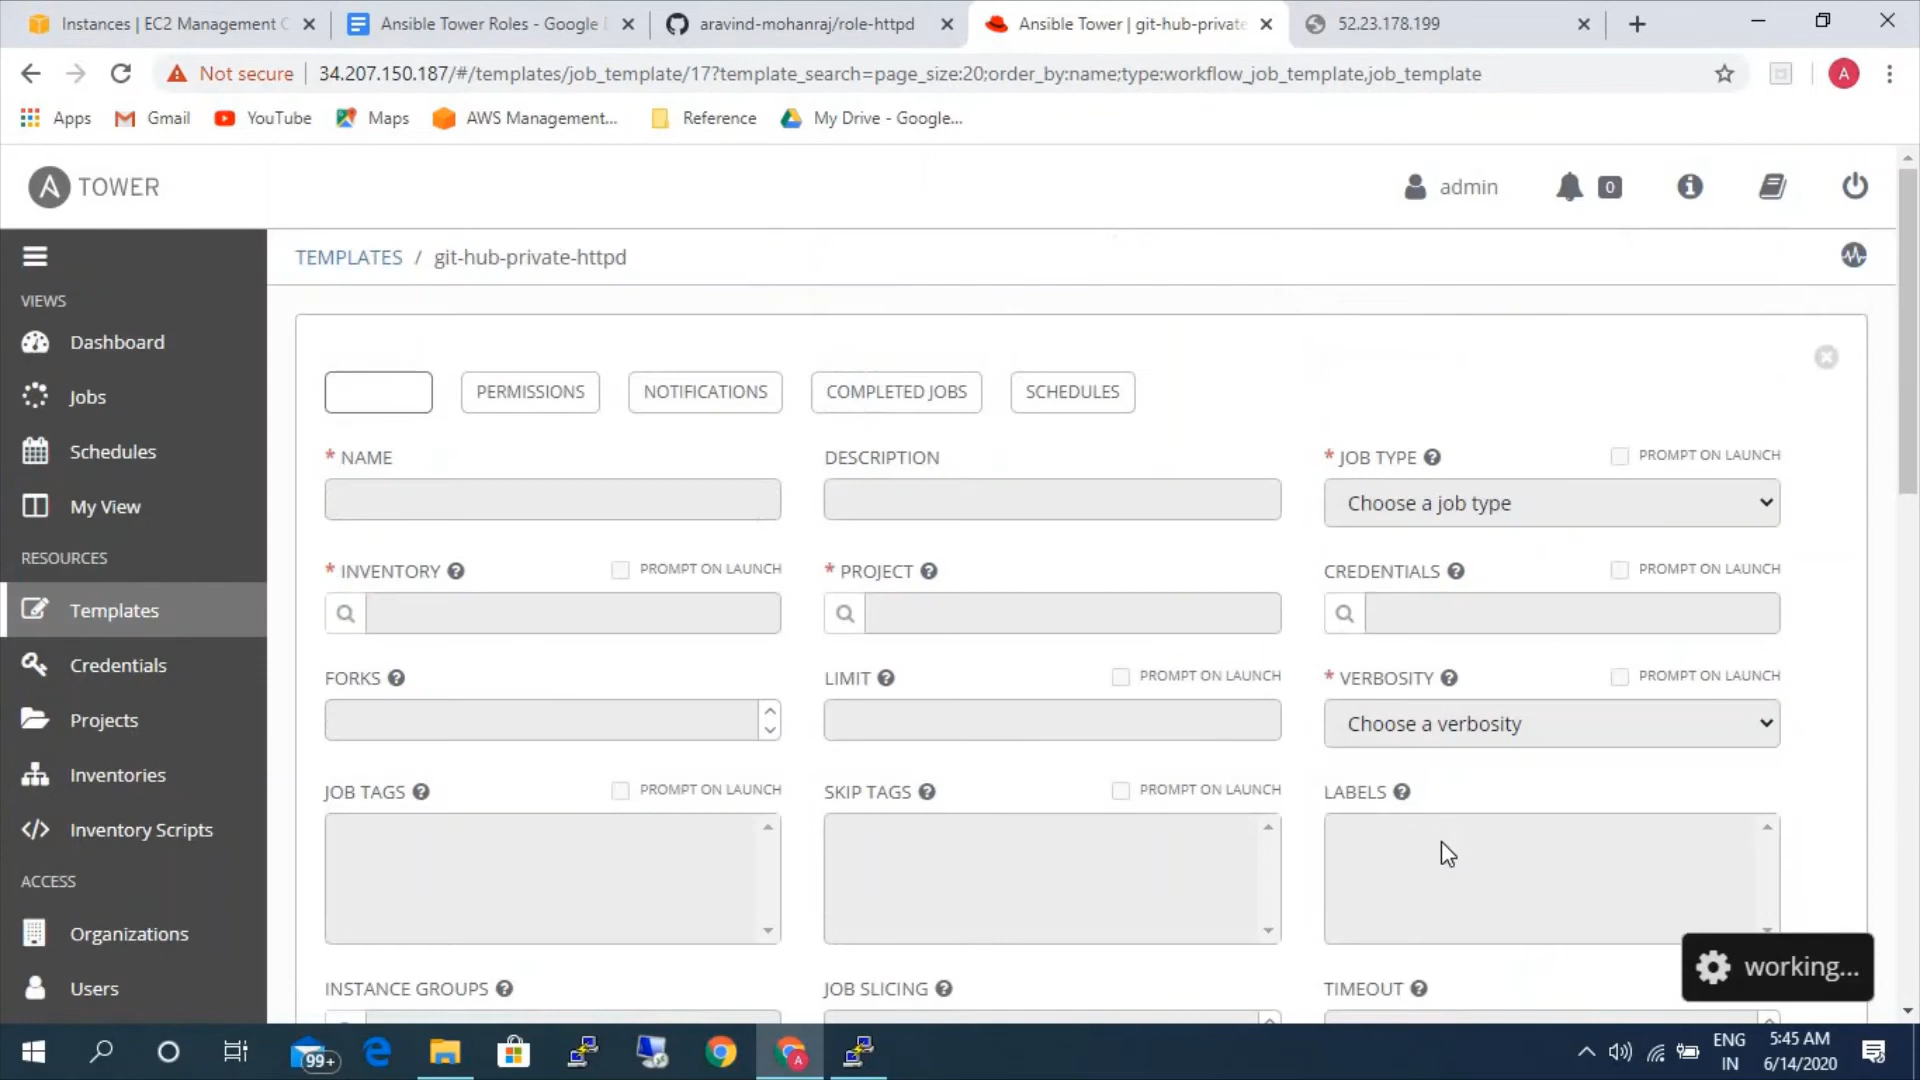 Instances | EC2 Management C
Ansible Tower Roles - Google
aravind-mohanraj/role-httpd
Ansible Tower | git-hub-private-
52.23.178.199
Not secure
34.207.150.187/#/templates/job_template/17?template_search=page_size:20;order_by:name;type:workflow_job_template,job_template
A
Apps
Gmail
YouTube
Maps
AWS Management...
Reference
My Drive - Google...
A TOWER
admin
0
TEMPLATES / git-hub-private-httpd
VIEWS
Dashboard
Jobs
Schedules
My View
RESOURCES
Templates
Credentials
Projects
Inventories
Inventory Scripts
ACCESS
Organizations
Users
PERMISSIONS
NOTIFICATIONS
COMPLETED JOBS
SCHEDULES
* NAME
DESCRIPTION
* JOB TYPE
PROMPT ON LAUNCH
Choose a job type
* INVENTORY
PROMPT ON LAUNCH
* PROJECT
CREDENTIALS
PROMPT ON LAUNCH
FORKS
LIMIT
PROMPT ON LAUNCH
* VERBOSITY
PROMPT ON LAUNCH
Choose a verbosity
JOB TAGS
PROMPT ON LAUNCH
SKIP TAGS
PROMPT ON LAUNCH
LABELS
INSTANCE GROUPS
JOB SLICING
TIMEOUT
working...
99+
A
ENG
IN
5:45 AM
6/14/2020